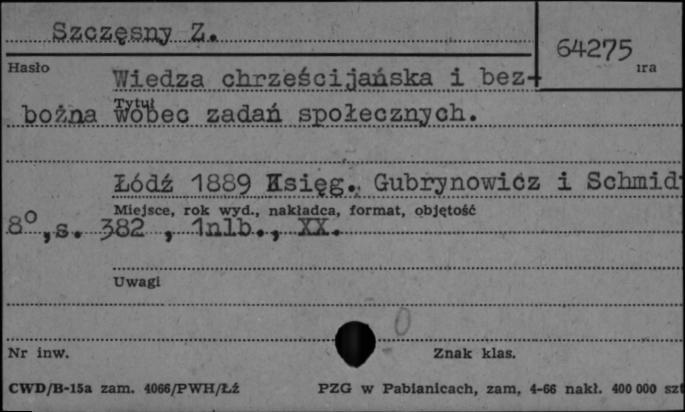 Szczęsny Z.
64275
Hasło
ıra
Wiedza chrześcijańska i bez-
Tytuł
bożna wobec zadań społecznych.
Łódź 1889 Księg. Gubrynowicz i Schmid
Miejsce, rok wyd., nakładca, format, objętość
8°, s. 382 , 1nlb., XX.
Uwagi
0
Nr inw.
Znak klas.
CWD/B-15a zam. 4066/PWH/Łź
PZG w Pabianicach, zam, 4-66 nakł. 400 000 szt